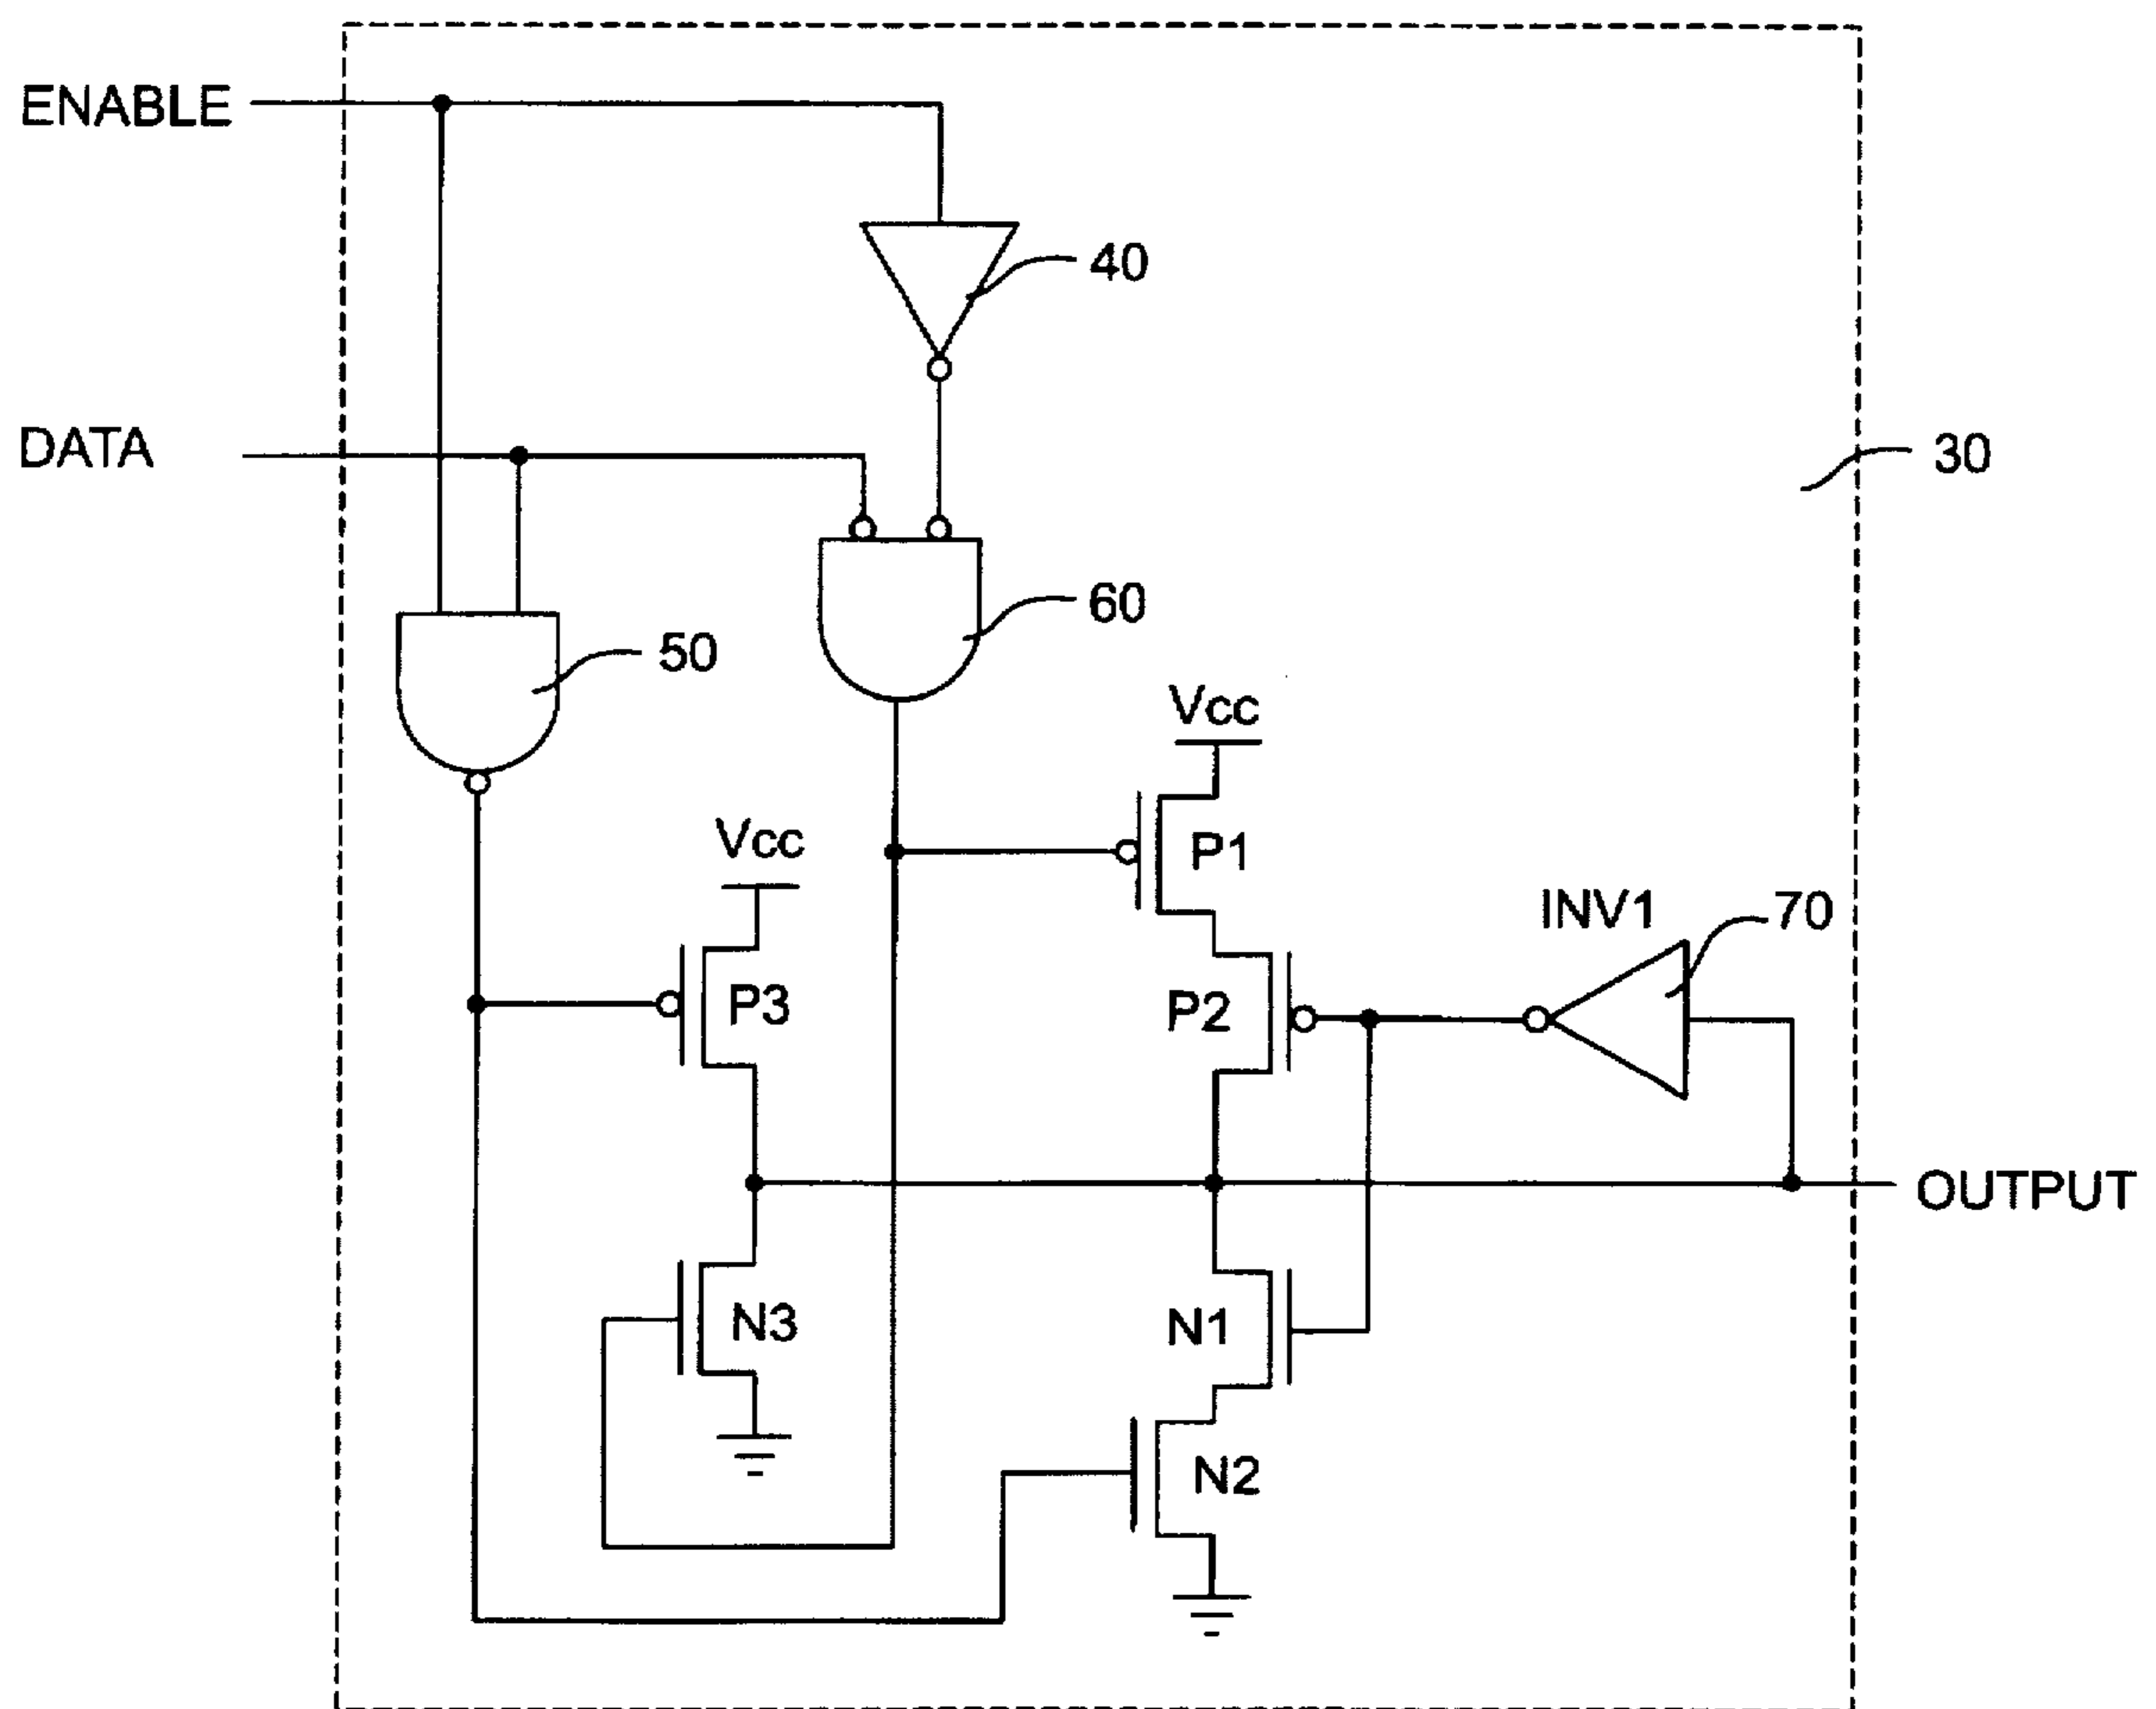 ENABLE
40
DATA
30
60
50
Vcc
Vcc
P1
INV1
70
P3
P2
OUTPUT
N3
N1
N2